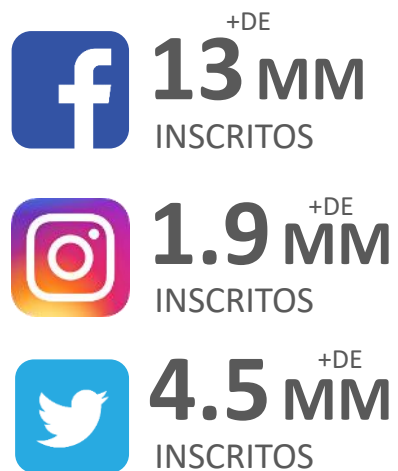 +DE
13 MM
INSCRITOS
+DE
1.9 MM
INSCRITOS
+DE
4.5 MM
INSCRITOS